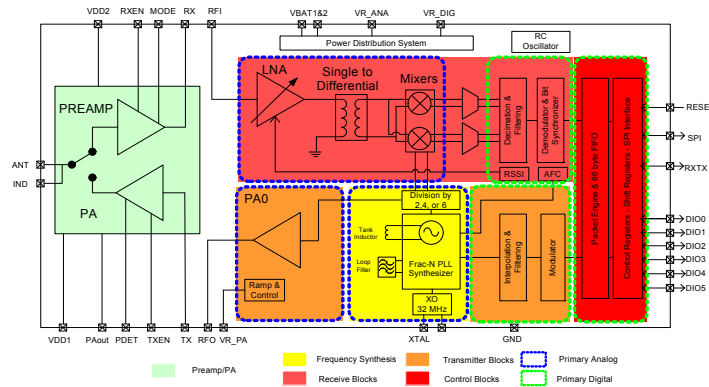 VDD2
RXEN
MODE
RX
RFI
VBAT1&2
VR_ANA
VR_DIG
Power Distribution System
RC
Oscillator
LNA
Single to
Differential
Mixers
PREAMP
PA
ANT
IND
Decimation &
Filtering
Demodulator & Bit
Synchronizer
RSSI
AFC
Packet Engine & 66 byte FIFO
Control Registers - Shift Registers - SPI Interface
RESE
SPI
RXTX
DIO0
DIO1
DIO2
DIO3
DIO4
DIO5
PA0
Ramp &
Control
Division by
2,4, or 6
Tank
Inductor
Loop
Filter
Frac-N PLL
Synthesizer
XO
32 MHz
Interpolation &
Filtering
Modulator
VDD1
PAout
PDET
TXEN
TX
RFO
VR_PA
XTAL
GND
Preamp/PA
Frequency Synthesis
Transmitter Blocks
Primary Analog
Receive Blocks
Control Blocks
Primary Digital